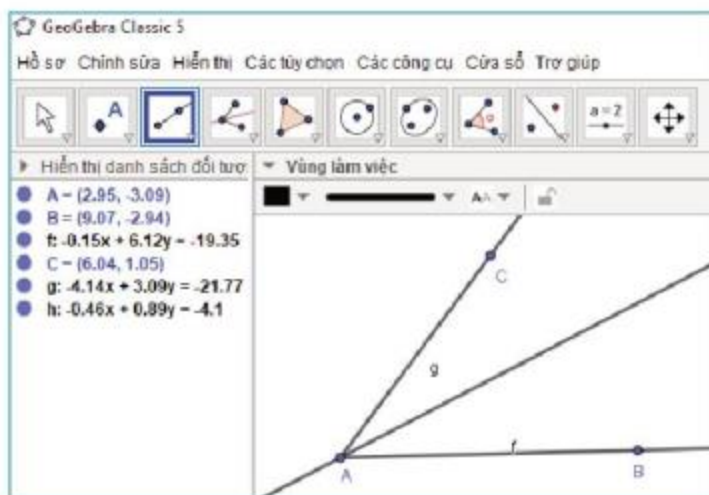 GeoGebra Classic 5
Hồ sơ Chỉnh sửa Hiển thị Các tùy chọn Các công cụ Cửa sổ Trợ giúp
A
a = 2
Hiển thị danh sách đối tượ
Vùng làm việc
A = (2.95, -3.09)
B = (9.07, -2.94)
f: -0.15x + 6.12y = -19.35
C = (6.04, 1.05)
g: -4.14x + 3.09y = -21.77
h: -0.46x + 0.89y = -4.1
AA
C
g
f
A
B